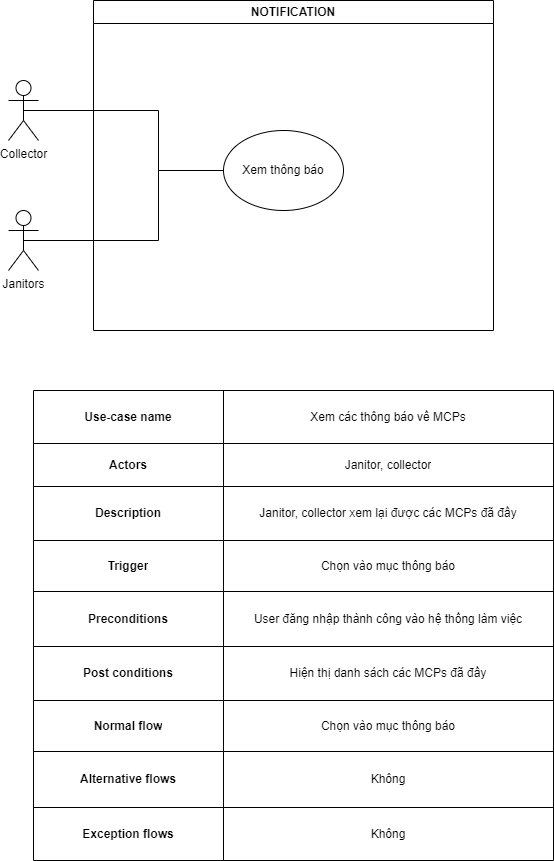 NOTIFICATION
Collector
Xem thông báo
Janitors
Use-case name
Xem các thông báo về MCPs
Actors
Janitor, collector
Description
Janitor, collector xem lại được các MCPs đã đầy
Trigger
Chọn vào mục thông báo
Preconditions
User đăng nhập thành công vào hệ thống làm việc
Post conditions
Hiện thị danh sách các MCPs đã đầy
Normal flow
Chọn vào mục thông báo
Alternative flows
Không
Exception flows
Không